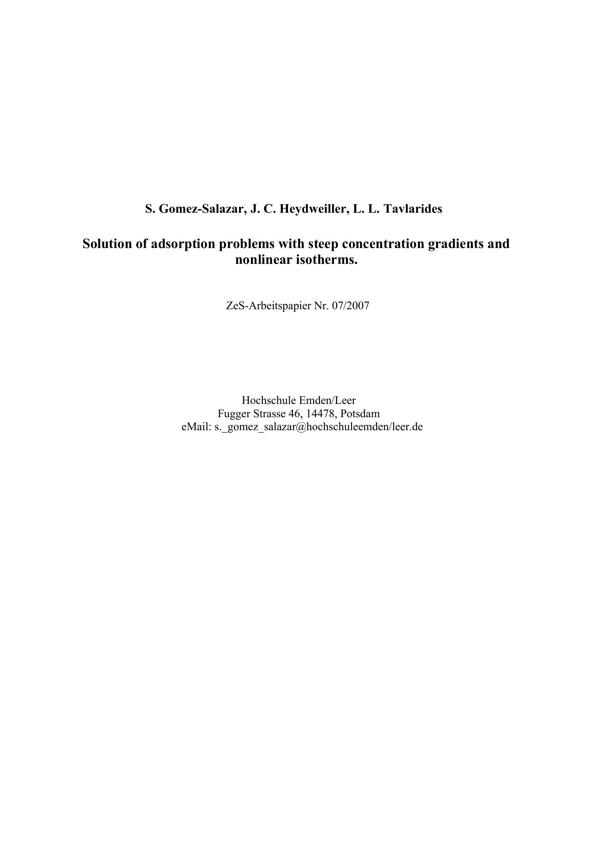 S. Gomez-Salazar, J. C. Heydweiller, L. L. Tavlarides
Solution of adsorption problems with steep concentration gradients and
nonlinear isotherms.
ZeS-Arbeitspapier Nr. 07/2007
Hochschule Emden/Leer
Fugger Strasse 46, 14478, Potsdam
eMail: s._gomez_salazar@hochschuleemden/leer.de